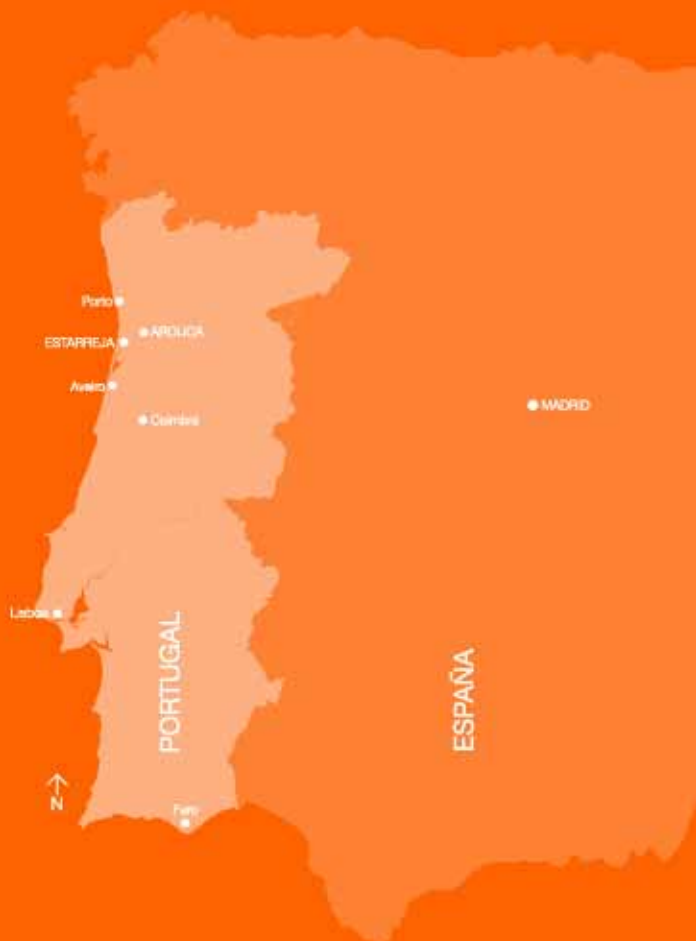 Porto
AROUCA
ESTARREJA
Aveiro
MADRID
Coimbra
Lisboa
PORTUGAL
ESPAÑA
N
Faro